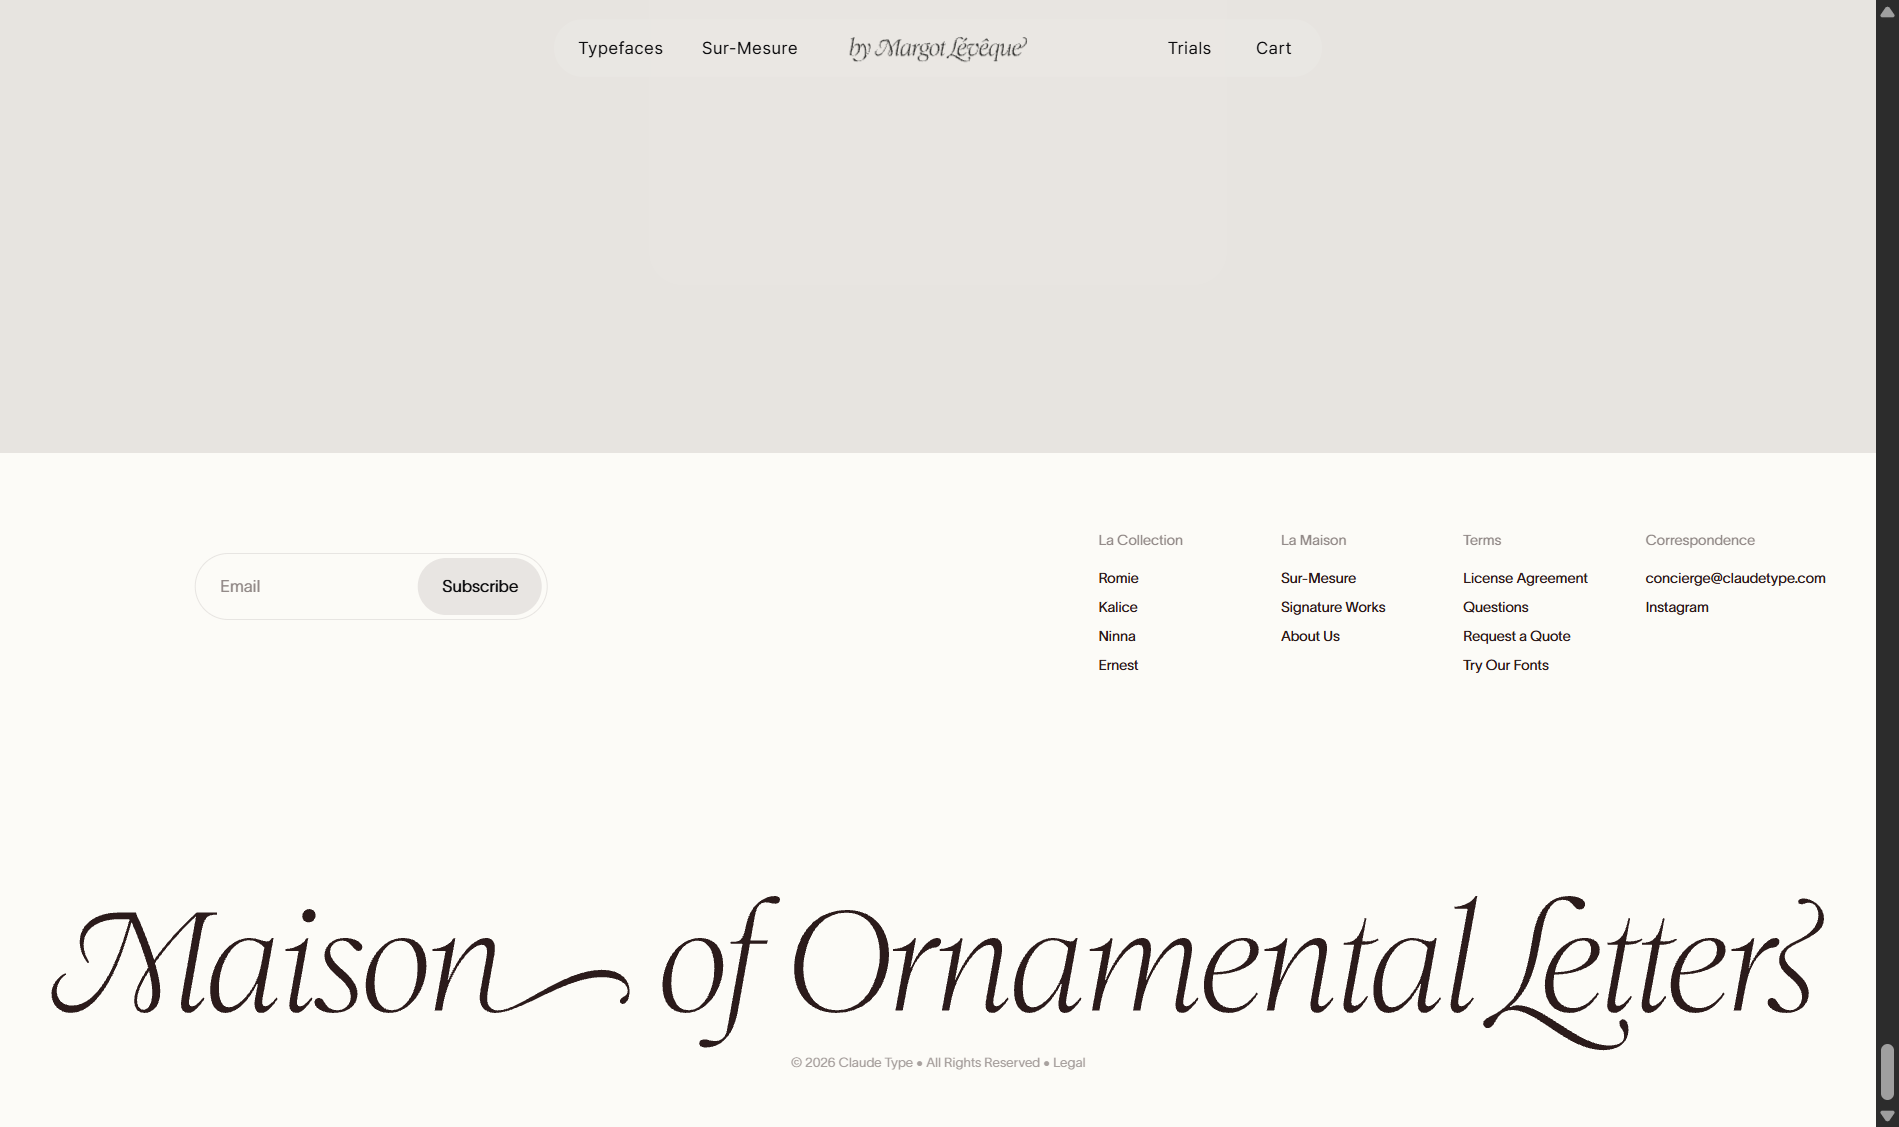 Typefaces Sur-Mesure by Margot Lévêque Trials Cart
Email Subscribe
La Collection
Romie
Kalice
Ninna
Ernest
La Maison
Sur-Mesure
Signature Works
About Us
Terms
License Agreement
Questions
Request a Quote
Try Our Fonts
Correspondence
concierge@claudetype.com
Instagram
Maison of Ornamental Letters
© 2026 Claude Type • All Rights Reserved • Legal